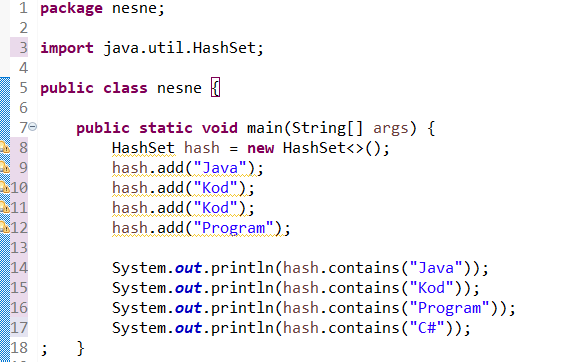 1 package nesne;
2
3 import java.util.HashSet;
4
5 public class nesne {
6
7 public static void main(String[] args) {
8 HashSet hash = new HashSet<>();
9 hash.add("Java");
10 hash.add("Kod");
11 hash.add("Kod");
12 hash.add("Program");
13
14 System.out.println(hash.contains("Java"));
15 System.out.println(hash.contains("Kod"));
16 System.out.println(hash.contains("Program"));
17 System.out.println(hash.contains("C#"));
18 ; }